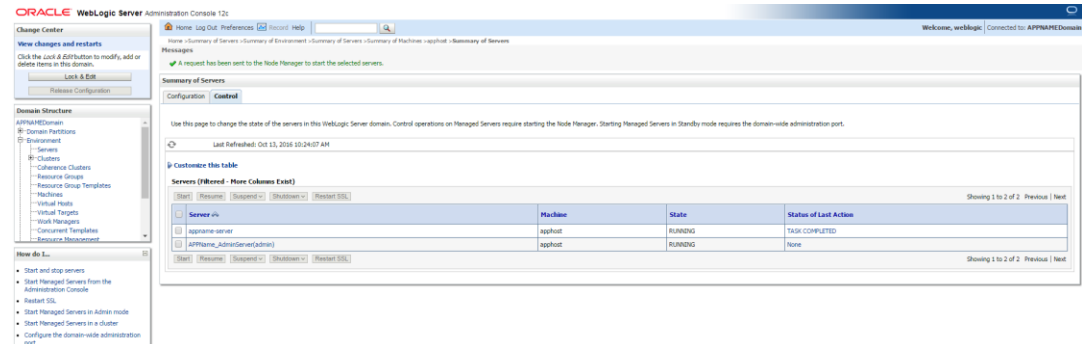 ORACLE WebLogic Server Administration Console 12c
Change Center
View changes and restarts
Click the Lock & Edit button to modify, add or
delete items in this domain.
Lock & Edit
Release Configuration
Domain Structure
APPNAMEDomain
Domain Partitions
Environment
Servers
Clusters
Coherence Clusters
Resource Groups
Resource Group Templates
Machines
Virtual Hosts
Virtual Targets
Work Managers
Concurrent Templates
Resource Management
How do I...
Start and stop servers
Start Managed Servers from the
Administration Console
Restart SSL
Start Managed Servers in Admin mode
Start Managed Servers in a cluster
Configure the domain-wide administration
port
Home Log Out Preferences Record Help
Welcome, weblogic Connected to: APPNAMEDomain
Home >Summary of Servers >Summary of Environment >Summary of Servers >Summary of Machines >apphost >Summary of Servers
Messages
A request has been sent to the Node Manager to start the selected servers.
Summary of Servers
Configuration Control
Use this page to change the state of the servers in this WebLogic Server domain. Control operations on Managed Servers require starting the Node Manager. Starting Managed Servers in Standby mode requires the domain-wide administration port.
Last Refreshed: Oct 13, 2016 10:24:07 AM
Customize this table
Servers (Filtered - More Columns Exist)
Start Resume Suspend Shutdown Restart SSL Showing 1 to 2 of 2 Previous | Next
Server Machine State Status of Last Action
appname-server apphost RUNNING TASK COMPLETED
APPName_AdminServer(admin) apphost RUNNING None
Start Resume Suspend Shutdown Restart SSL Showing 1 to 2 of 2 Previous | Next